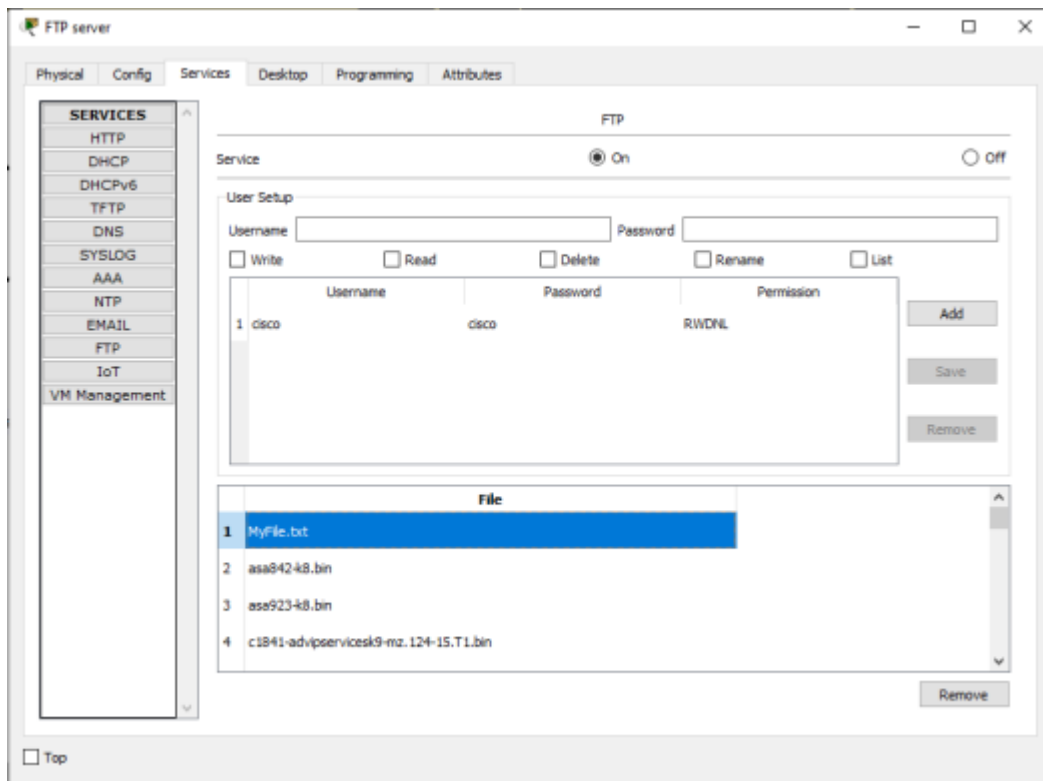 FTP server
Physical Config Services Desktop Programming Attributes
SERVICES
HTTP
DHCP
DHCPv6
TFTP
DNS
SYSLOG
AAA
NTP
EMAIL
FTP
IoT
VM Management
FTP
Service On Off
User Setup
Username Password
Write Read Delete Rename List
Username Password Permission
1 cisco cisco RWDNL
Add
Save
Remove
File
1 MyFile.txt
2 asa842-k8.bin
3 asa923-k8.bin
4 c1841-advipservicesk9-mz.124-15.T1.bin
Remove
Top